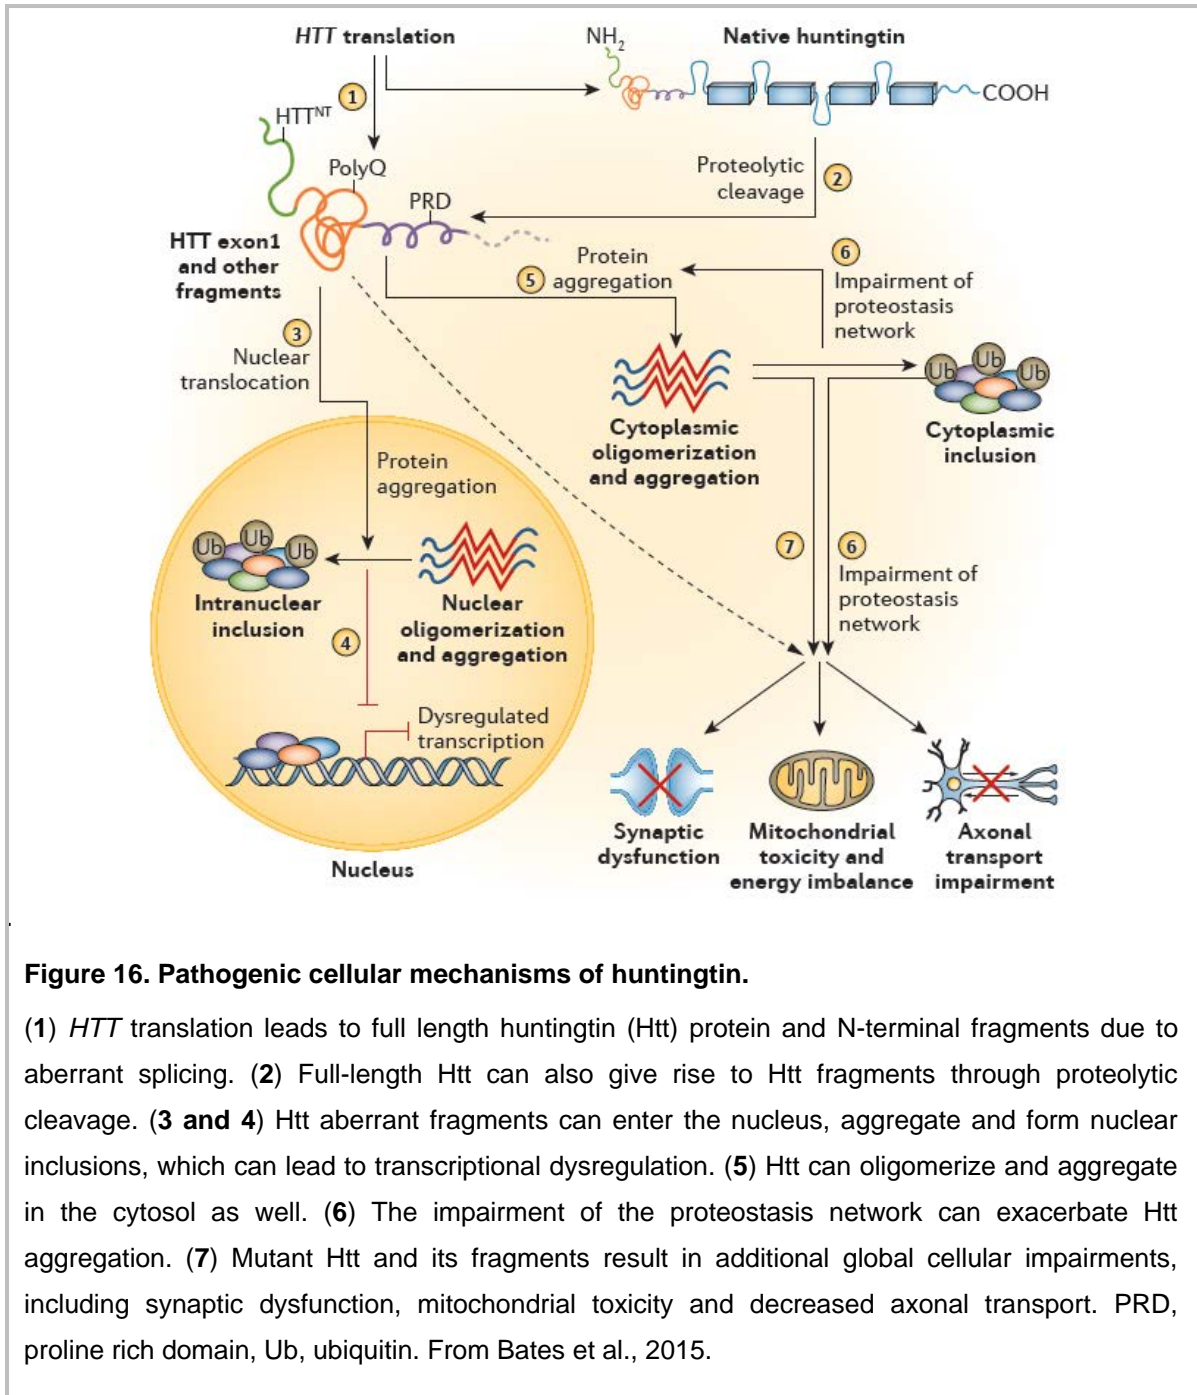 HTT translation
NH2
Native huntingtin
COOH
1
HTTNT
PolyQ
PRD
Proteolytic
cleavage
2
HTT exon1
and other
fragments
5
Protein
aggregation
6
Impairment of
proteostasis
network
3
Nuclear
translocation
Ub
Ub
Ub
Cytoplasmic
oligomerization
and aggregation
Cytoplasmic
inclusion
Protein
aggregation
Ub
Ub
Ub
Intranuclear
inclusion
Nuclear
oligomerization
and aggregation
4
7
6
Impairment of
proteostasis
network
Dysregulated
transcription
Nucleus
Synaptic
dysfunction
Mitochondrial
toxicity and
energy imbalance
Axonal
transport
impairment
.
Figure 16. Pathogenic cellular mechanisms of huntingtin.
(1) HTT translation leads to full length huntingtin (Htt) protein and N-terminal fragments due to
aberrant splicing. (2) Full-length Htt can also give rise to Htt fragments through proteolytic
cleavage. (3 and 4) Htt aberrant fragments can enter the nucleus, aggregate and form nuclear
inclusions, which can lead to transcriptional dysregulation. (5) Htt can oligomerize and aggregate
in the cytosol as well. (6) The impairment of the proteostasis network can exacerbate Htt
aggregation. (7) Mutant Htt and its fragments result in additional global cellular impairments,
including synaptic dysfunction, mitochondrial toxicity and decreased axonal transport. PRD,
proline rich domain, Ub, ubiquitin. From Bates et al., 2015.